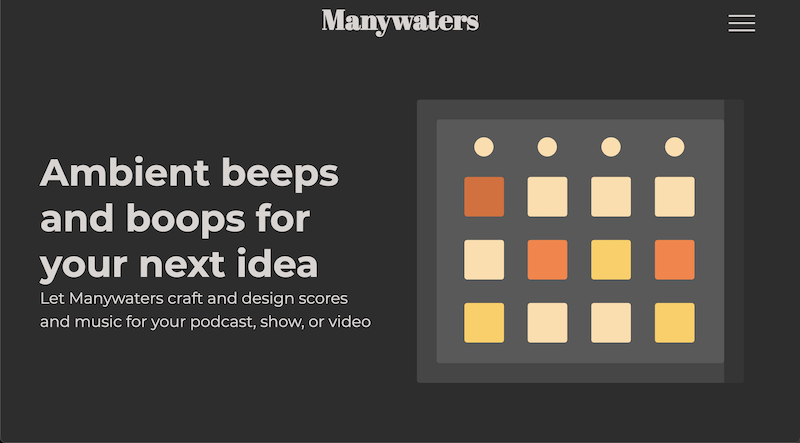 Manywaters
Ambient beeps
and boops for
your next idea
Let Manywaters craft and design scores
and music for your podcast, show, or video